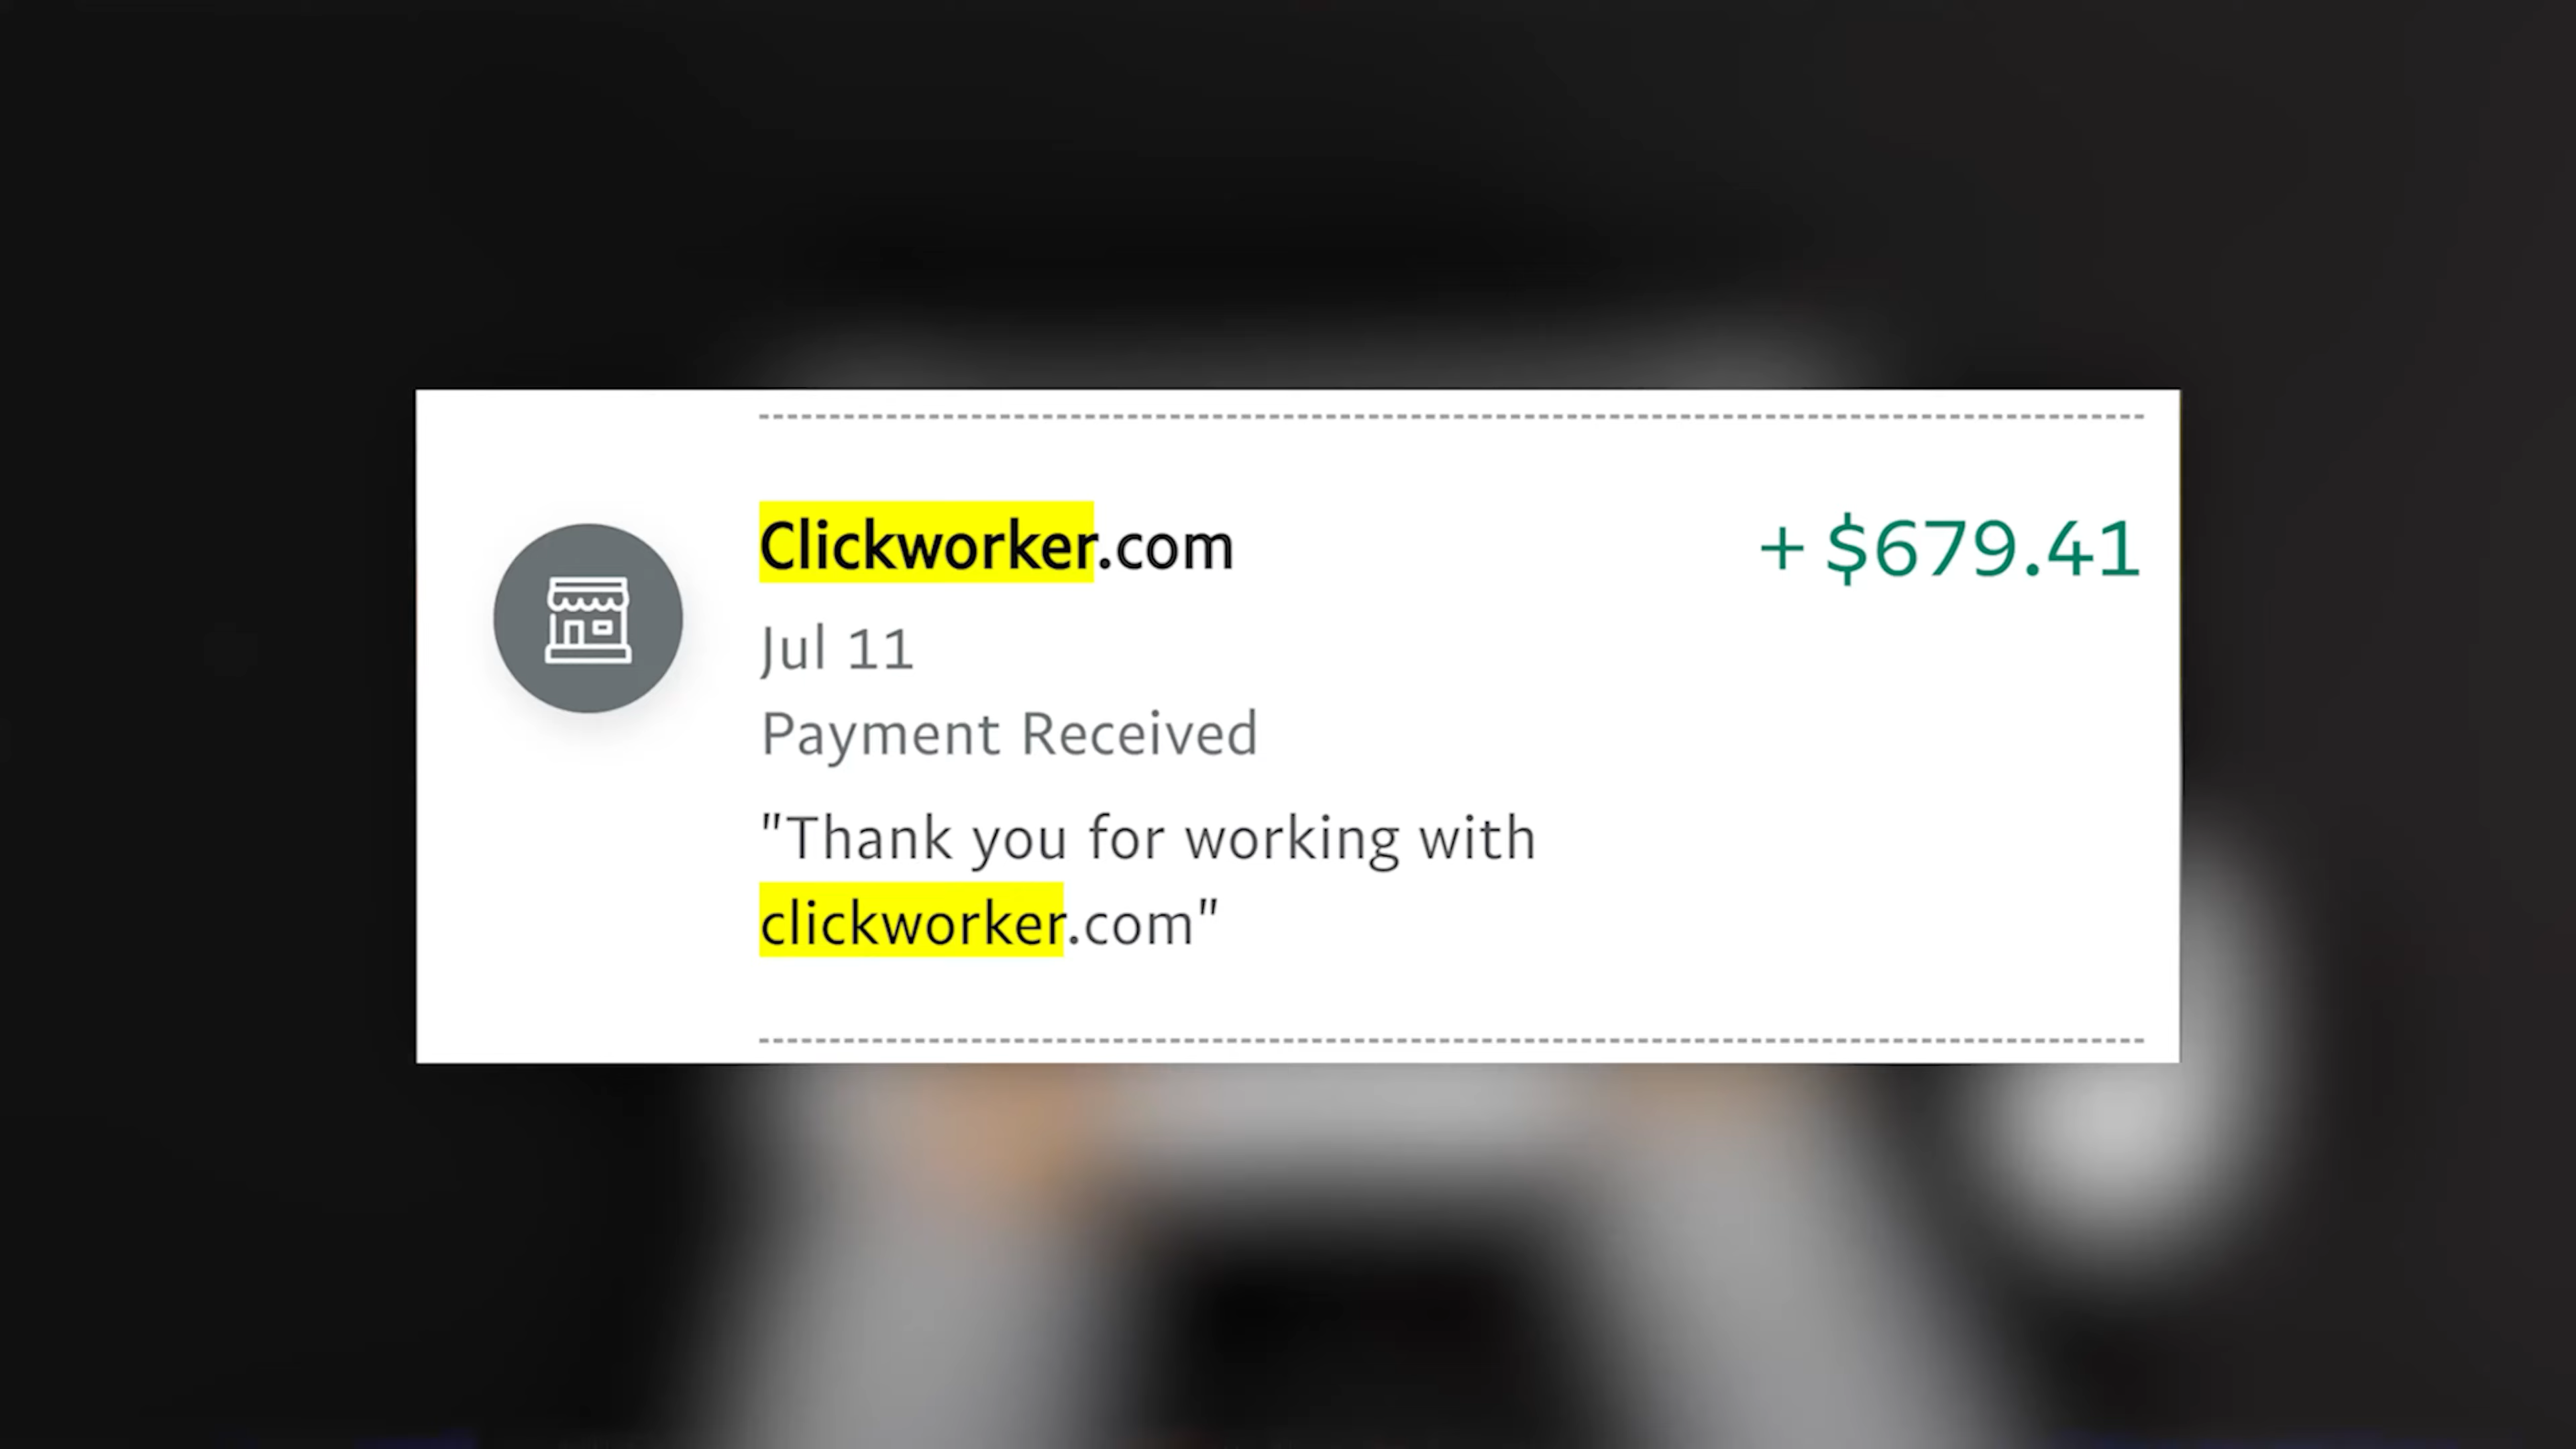 Clickworker.com
+ $679.41
Jul 11
Payment Received
"Thank you for working with
clickworker.com"